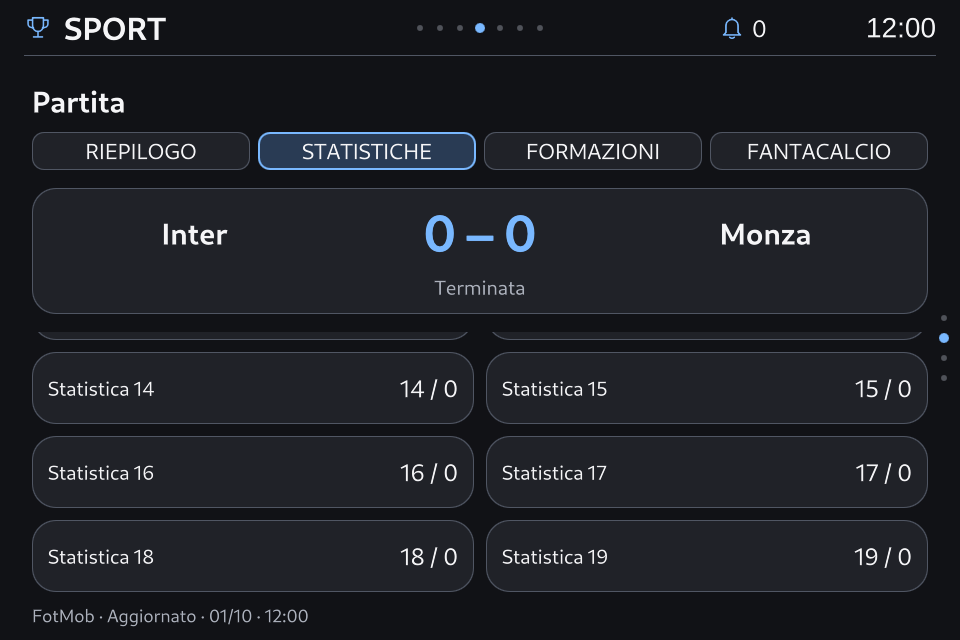 SPORT 0 12:00
Partita
RIEPILOGO STATISTICHE FORMAZIONI FANTACALCIO
Inter 0 – 0 Monza
Terminata
Statistica 14 14 / 0 Statistica 15 15 / 0
Statistica 16 16 / 0 Statistica 17 17 / 0
Statistica 18 18 / 0 Statistica 19 19 / 0
FotMob · Aggiornato · 01/10 · 12:00